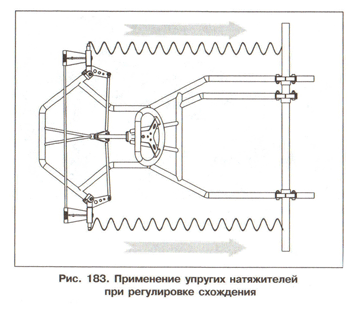 Рис. 183. Применение упругих натяжителей
при регулировке схождения